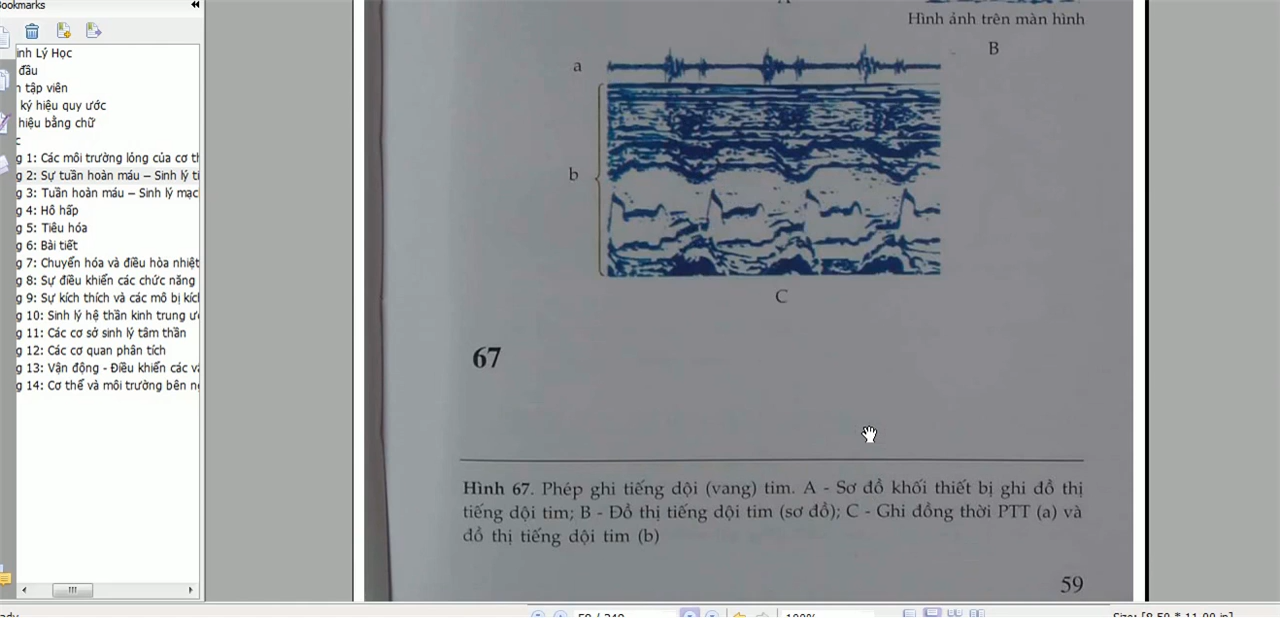 Bookmarks
inh Lý Học
đầu
n tập viên
ký hiệu quy ước
hiệu bằng chữ
g 1: Các môi trường lỏng của cơ th
g 2: Sự tuần hoàn máu – Sinh lý ti
g 3: Tuần hoàn máu – Sinh lý mạc
g 4: Hô hấp
g 5: Tiêu hóa
g 6: Bài tiết
g 7: Chuyển hóa và điều hòa nhiệt
g 8: Sự điều khiển các chức năng
g 9: Sự kích thích và các mô bị kíc
g 10: Sinh lý hệ thần kinh trung ư
g 11: Các cơ sở sinh lý tâm thần
g 12: Các cơ quan phân tích
g 13: Vận động - Điều khiển các v
g 14: Cơ thể và môi trường bên n
Hình ảnh trên màn hình
B
a
b
C
67
Hình 67. Phép ghi tiếng dội (vang) tim. A - Sơ đồ khối thiết bị ghi đồ thị
tiếng dội tim; B - Đồ thị tiếng dội tim (sơ đồ); C - Ghi đồng thời PTT (a) và
đồ thị tiếng dội tim (b)
59